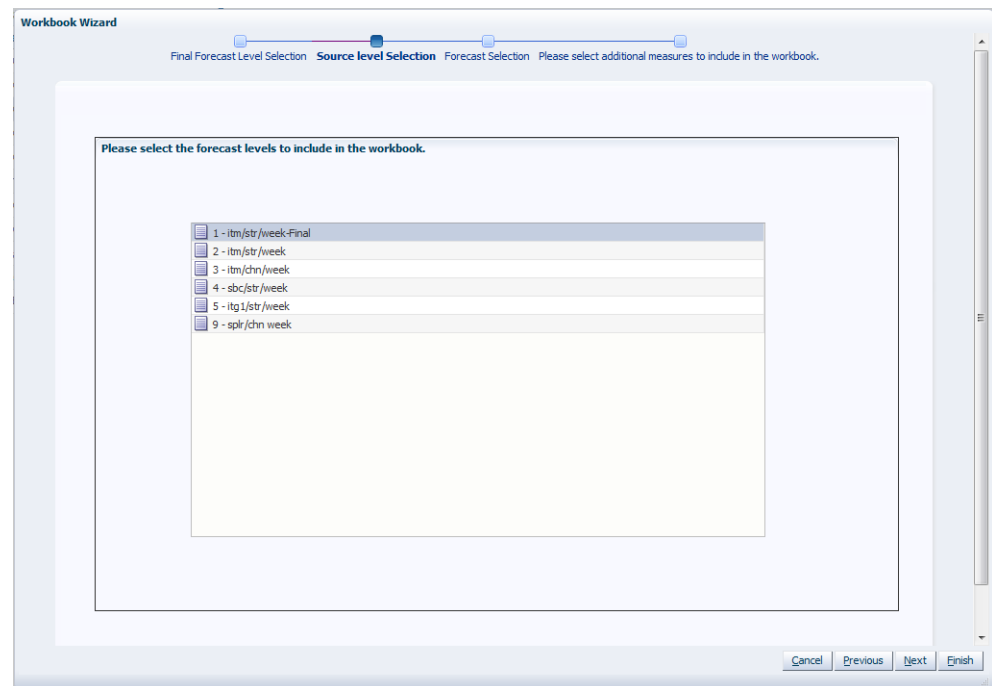 Workbook Wizard
Final Forecast Level Selection Source level Selection Forecast Selection Please select additional measures to include in the workbook.
Please select the forecast levels to include in the workbook.
1 - itm/str/week-Final
2 - itm/str/week
3 - itm/chn/week
4 - sbc/str/week
5 - itg1/str/week
9 - splr/chn week
Cancel Previous Next Finish